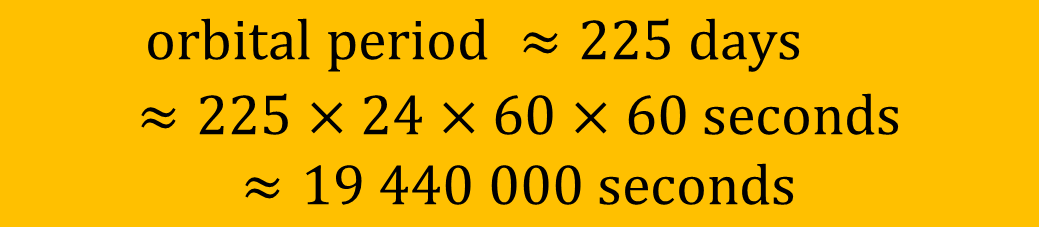 orbital period ≈ 225 days
≈ 225 × 24 × 60 × 60 seconds
≈ 19 440 000 seconds